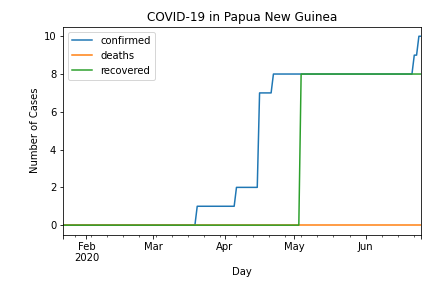 COVID-19 in Papua New Guinea
confirmed
deaths
recovered
Number of Cases
10
8
6
4
2
0
Feb
2020
Mar
Apr
May
Jun
Day